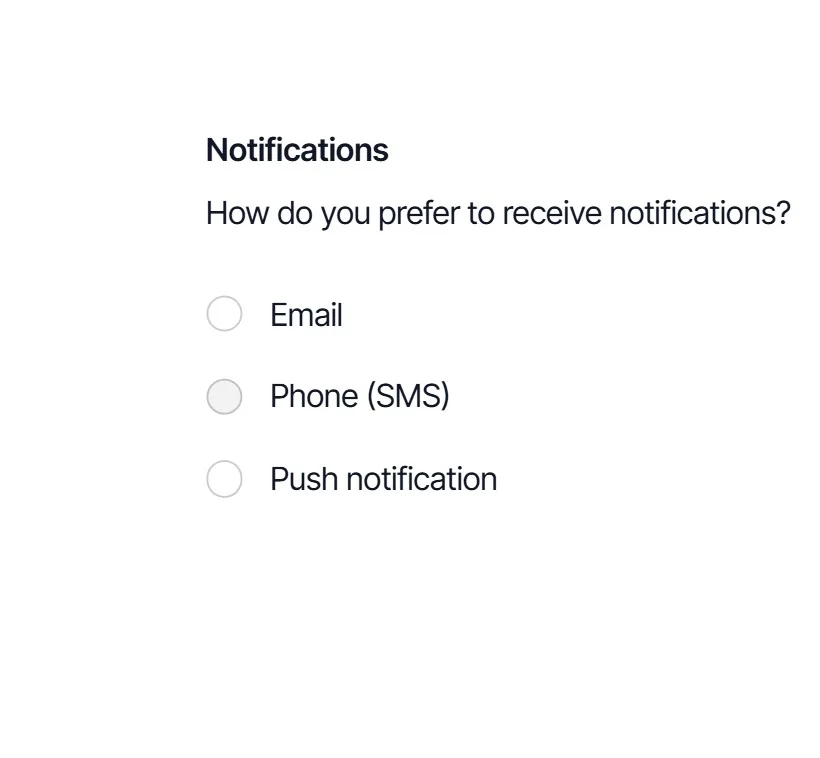 Notifications
How do you prefer to receive notifications?
Email
Phone (SMS)
Push notification